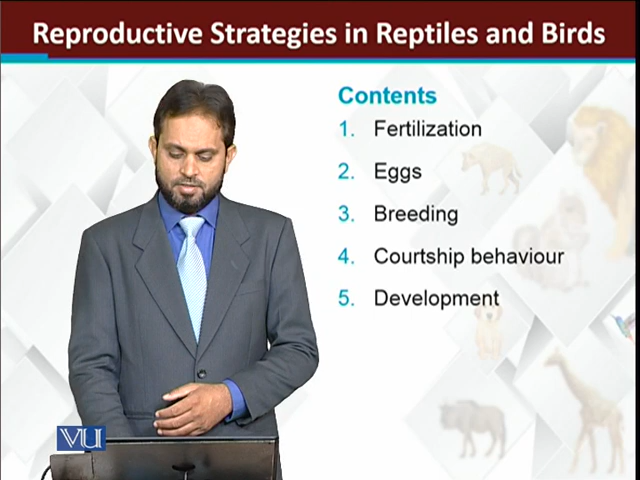 Reproductive Strategies in Reptiles and Birds
Contents
1. Fertilization
2. Eggs
3. Breeding
4. Courtship behaviour
5. Development
VU